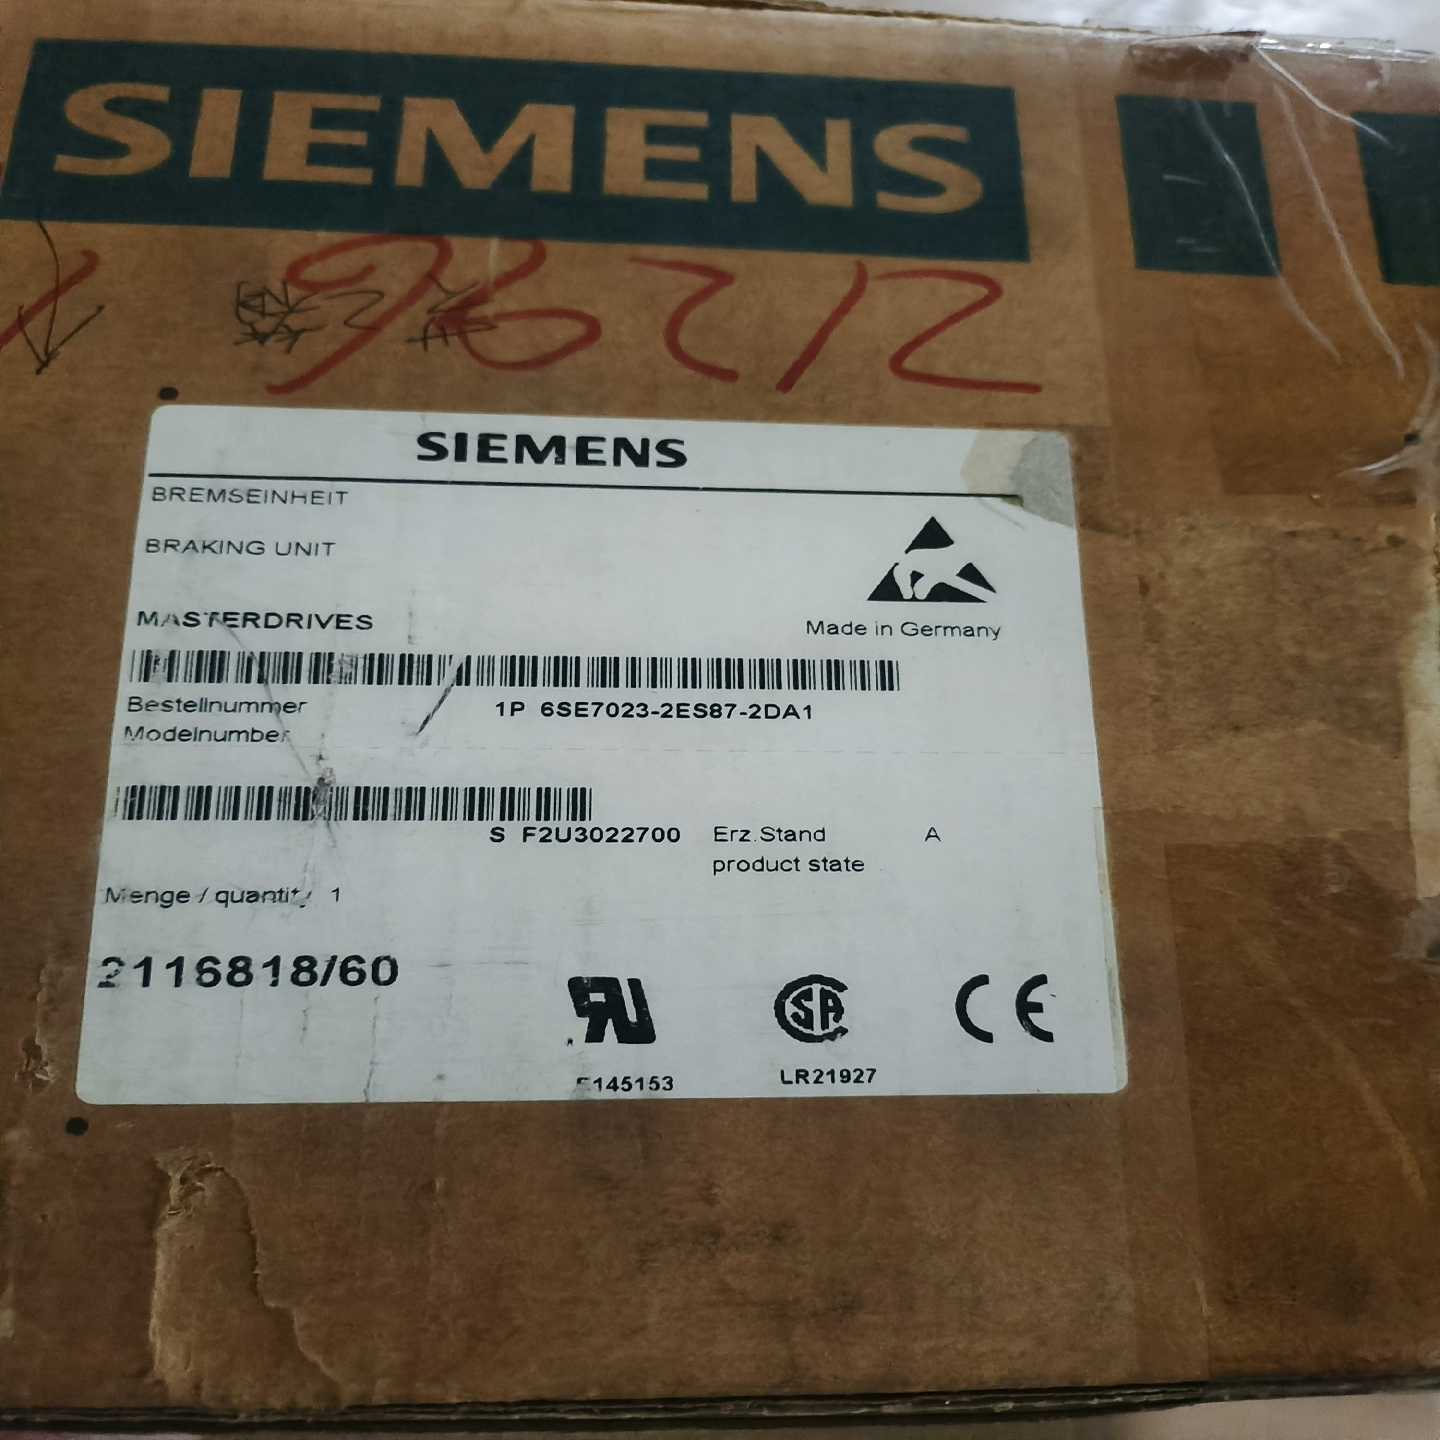 SIEMENS
SIEMENS
BREMSEINHEIT
BRAKING UNIT
MASTERDRIVES
Made in Germany
Bestellnummer 1P 6SE7023-2ES87-2DA1
Modelnumber
S F2U3022700 Erz.Stand A
product state
Menge / quantity 1
2116818/60
E145153 LR21927